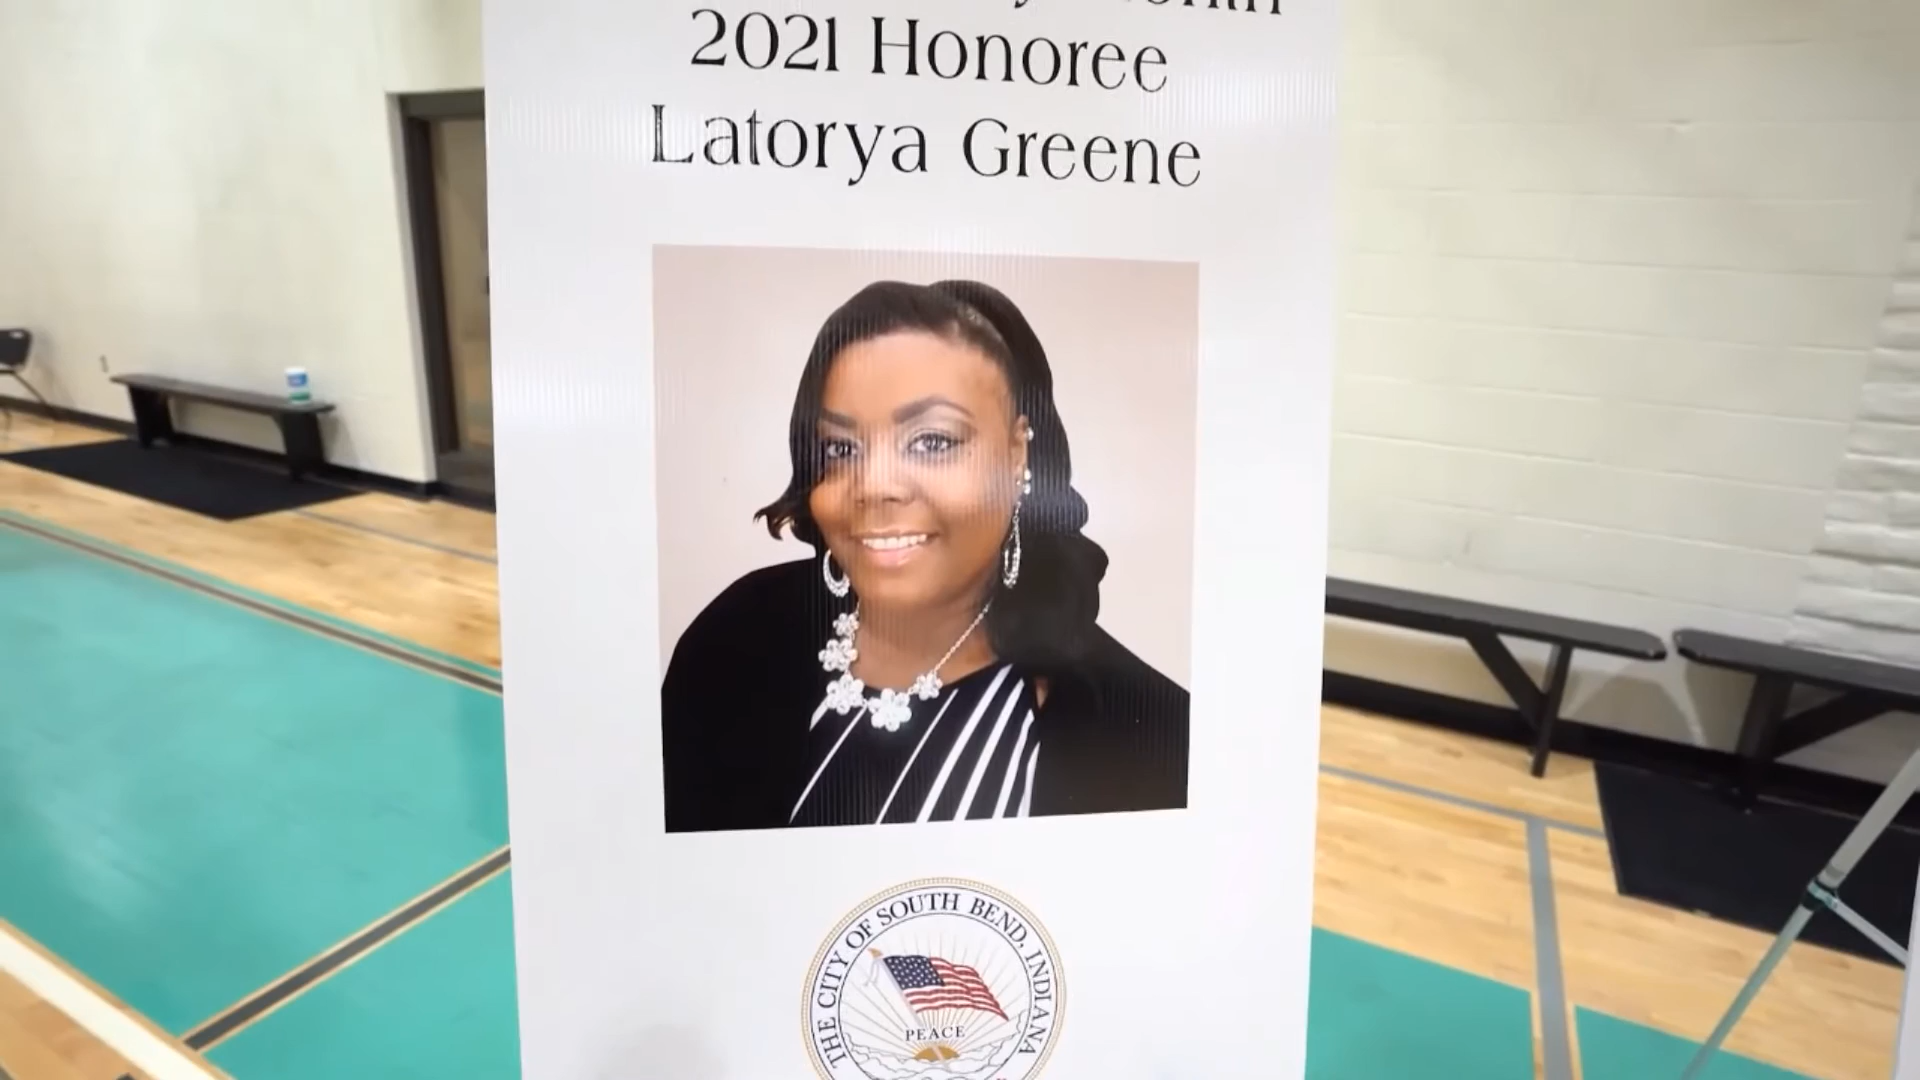 2021 Honoree
Latorya Greene
THE CITY OF SOUTH BEND, INDIANA
PEACE